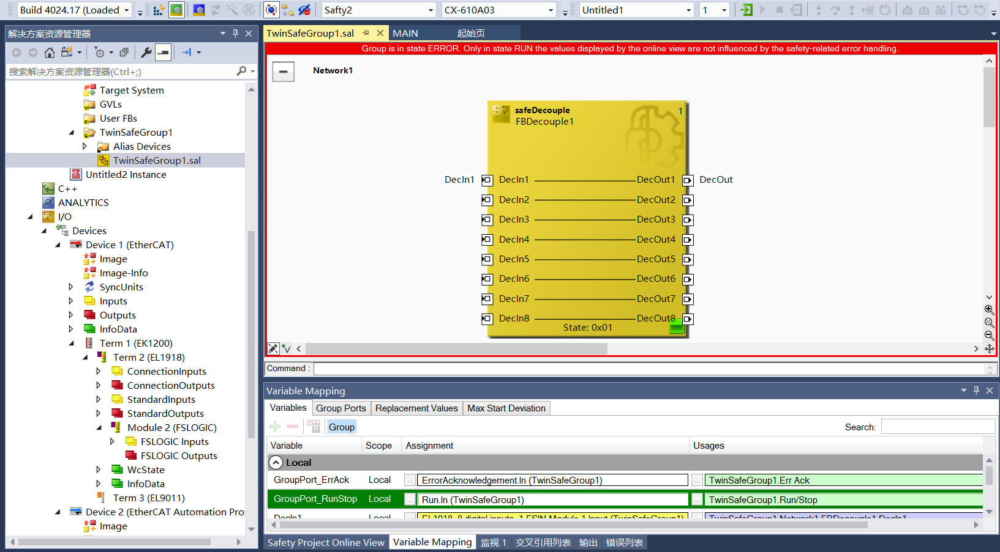 Build 4024.17 (Loaded)
Safty2
CX-610A03
Untitled1
1
解决方案资源管理器
搜索解决方案资源管理器(Ctrl+;)
Target System
GVLs
User FBs
TwinSafeGroup1
Alias Devices
TwinSafeGroup1.sal
Untitled2 Instance
C++
ANALYTICS
I/O
Devices
Device 1 (EtherCAT)
Image
Image-Info
SyncUnits
Inputs
Outputs
InfoData
Term 1 (EK1200)
Term 2 (EL1918)
ConnectionInputs
ConnectionOutputs
StandardInputs
StandardOutputs
Module 2 (FSLOGIC)
FSLOGIC Inputs
FSLOGIC Outputs
WcState
InfoData
Term 3 (EL9011)
Device 2 (EtherCAT Automation Pro
Image
TwinSafeGroup1.sal
MAIN
起始页
Group is in state ERROR. Only in state RUN the values displayed by the online view are not influenced by the safety-related error handling.
Network1
safeDecouple
1
FBDecouple1
DecIn1 DecIn1 DecOut1 DecOut
DecIn2 DecOut2
DecIn3 DecOut3
DecIn4 DecOut4
DecIn5 DecOut5
DecIn6 DecOut6
DecIn7 DecOut7
DecIn8 DecOut8
State: 0x01
Command :
Variable Mapping
Variables Group Ports Replacement Values Max Start Deviation
Group
Search:
Variable Scope Assignment Usages
Local
GroupPort_ErrAck Local ... ErrorAcknowledgement.In (TwinSafeGroup1) ... TwinSafeGroup1.Err Ack
GroupPort_RunStop Local ... Run.In (TwinSafeGroup1) ... TwinSafeGroup1.Run/Stop
DecIn1 Local EL1918, 8 digital inputs, 1 FSIN Module 1.Input (TwinSafeGroup1) TwinSafeGroup1.Network1.FBDecouple1.DecIn1
Safety Project Online View Variable Mapping 监视 1 交叉引用列表 输出 错误列表